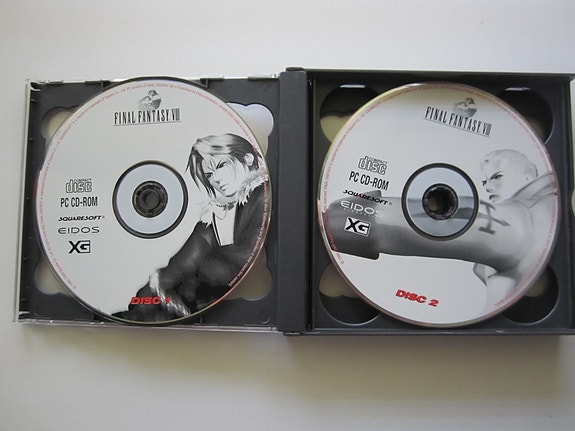 FINAL FANTASY VIII
COMPACT
disc
PC CD-ROM
SQUARESOFT
EIDOS
XG
DISC 1
FINAL FANTASY VIII
COMPACT
disc
PC CD-ROM
SQUARESOFT
EIDOS
XG
DISC 2